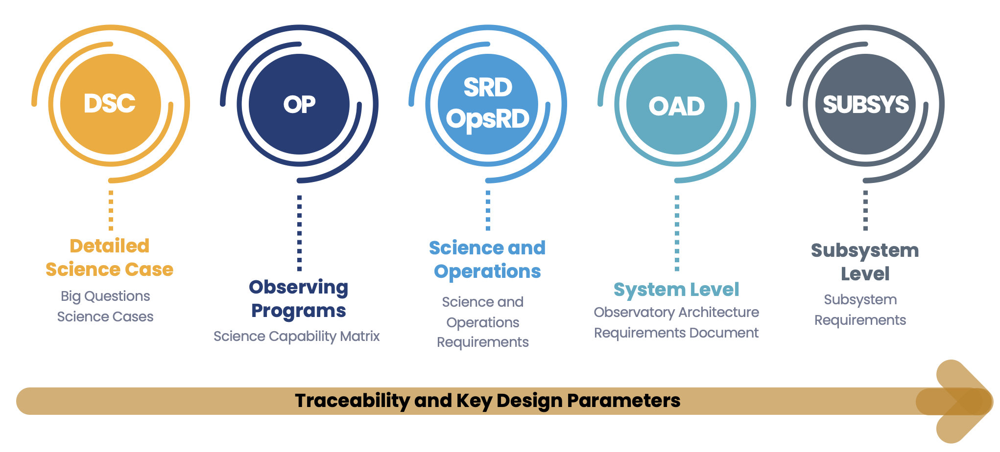 DSC
OP
SRD
OpsRD
OAD
SUBSYS
Detailed
Science Case
Big Questions
Science Cases
Observing
Programs
Science Capability Matrix
Science and
Operations
Science and
Operations
Requirements
System Level
Observatory Architecture
Requirements Document
Subsystem
Level
Subsystem
Requirements
Traceability and Key Design Parameters